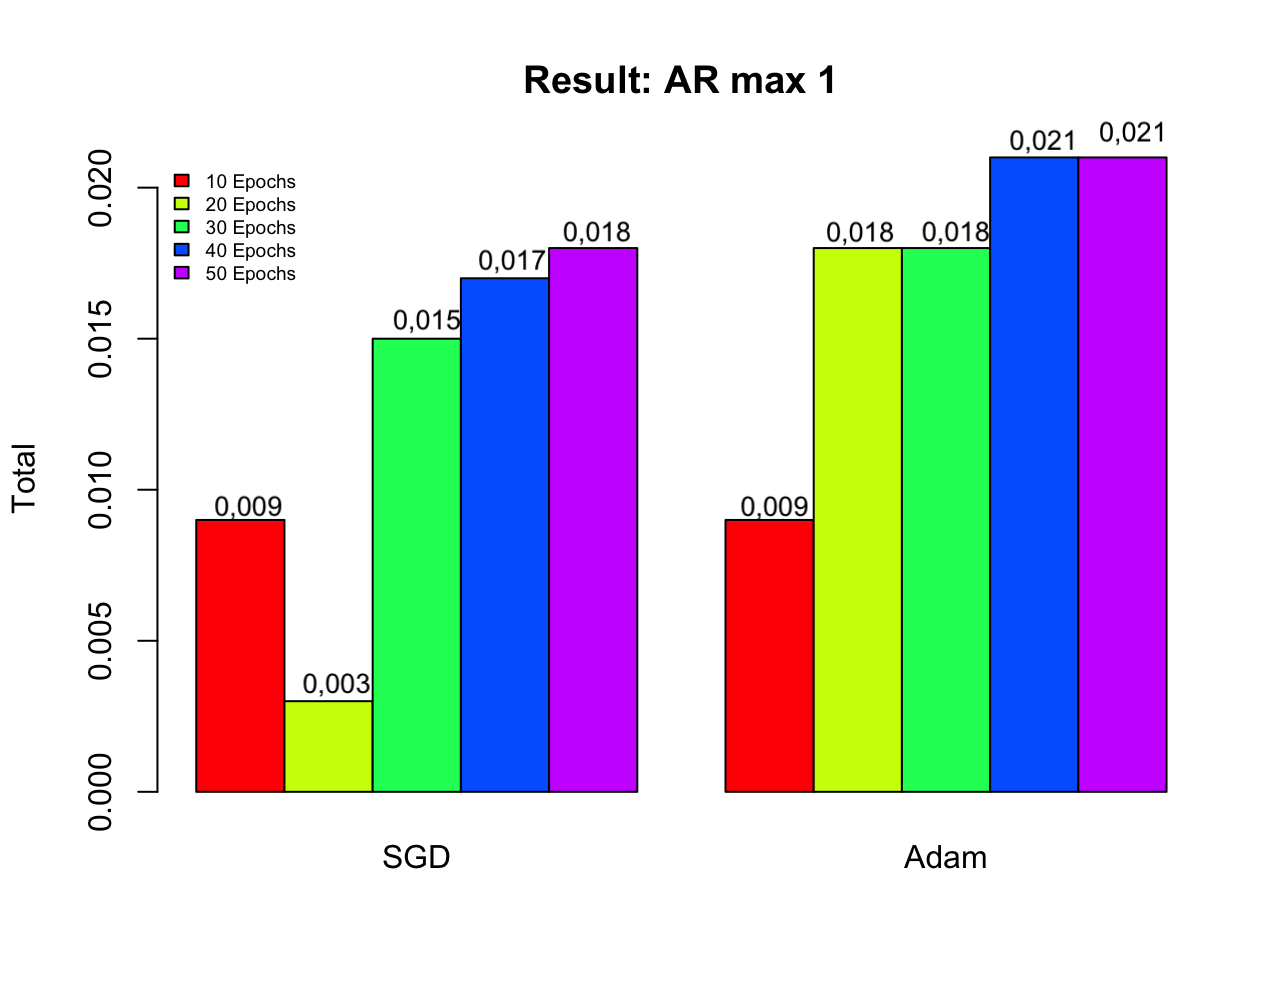 Result: AR max 1
Total
0.000
0.005
0.010
0.015
0.020
10 Epochs
20 Epochs
30 Epochs
40 Epochs
50 Epochs
0,009
0,003
0,015
0,017
0,018
0,009
0,018
0,018
0,021
0,021
SGD
Adam